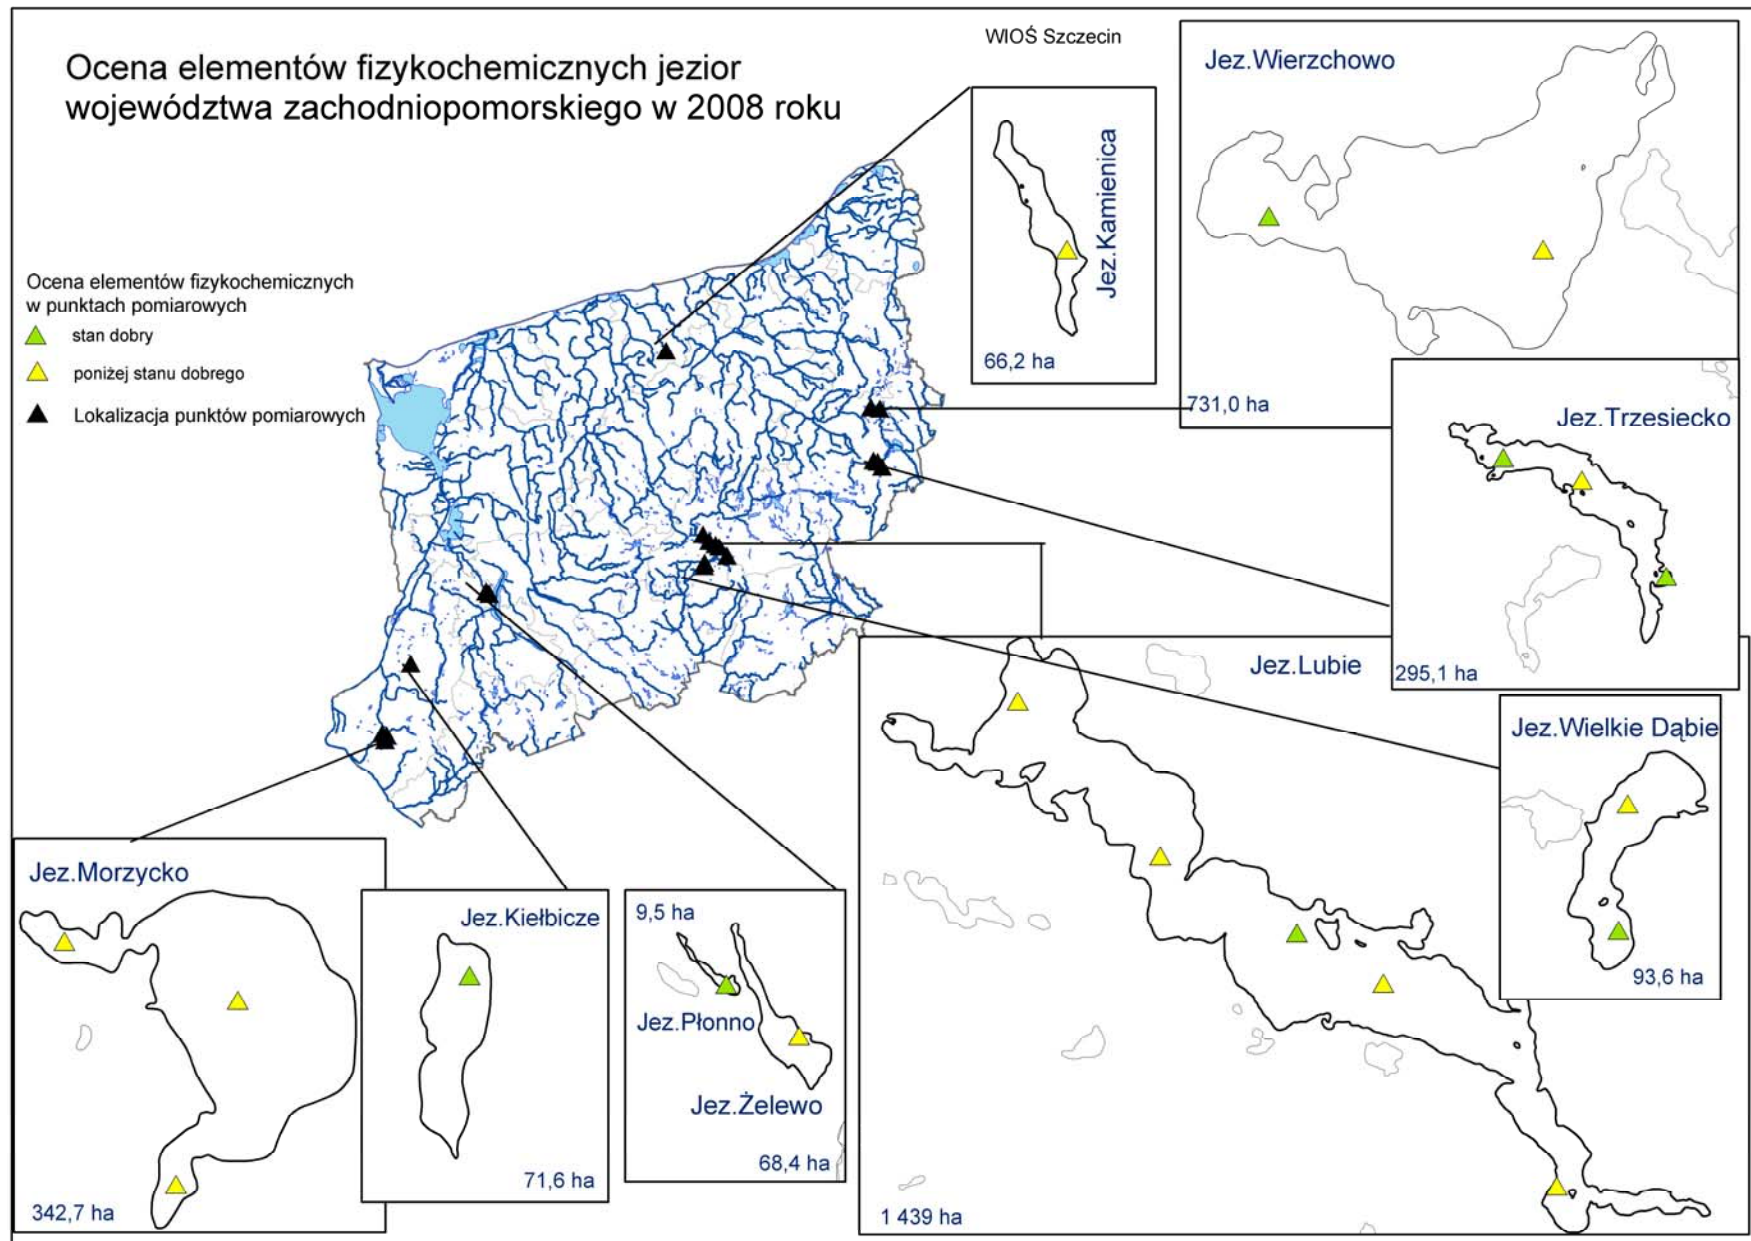 WIOŚ Szczecin
Ocena elementów fizykochemicznych jezior
województwa zachodniopomorskiego w 2008 roku
Ocena elementów fizykochemicznych
w punktach pomiarowych
stan dobry
poniżej stanu dobrego
Lokalizacja punktów pomiarowych
Jez.Kamienica
66,2 ha
Jez.Wierzchowo
731,0 ha
Jez.Trzesiecko
295,1 ha
Jez.Lubie
1 439 ha
Jez.Wielkie Dąbie
93,6 ha
Jez.Morzycko
342,7 ha
Jez.Kiełbicze
71,6 ha
9,5 ha
Jez.Płonno
Jez.Żelewo
68,4 ha